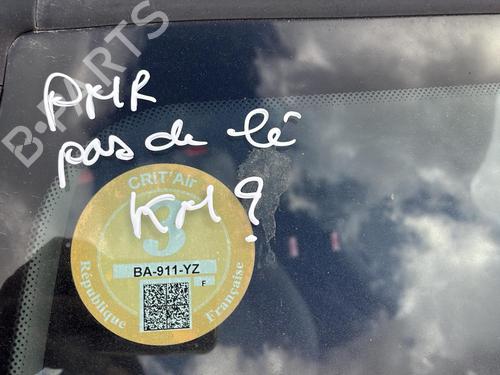 B-PARTS
PMR
pas de clé
KM ?
CRIT'Air
3
BA-911-YZ
F
République
Française